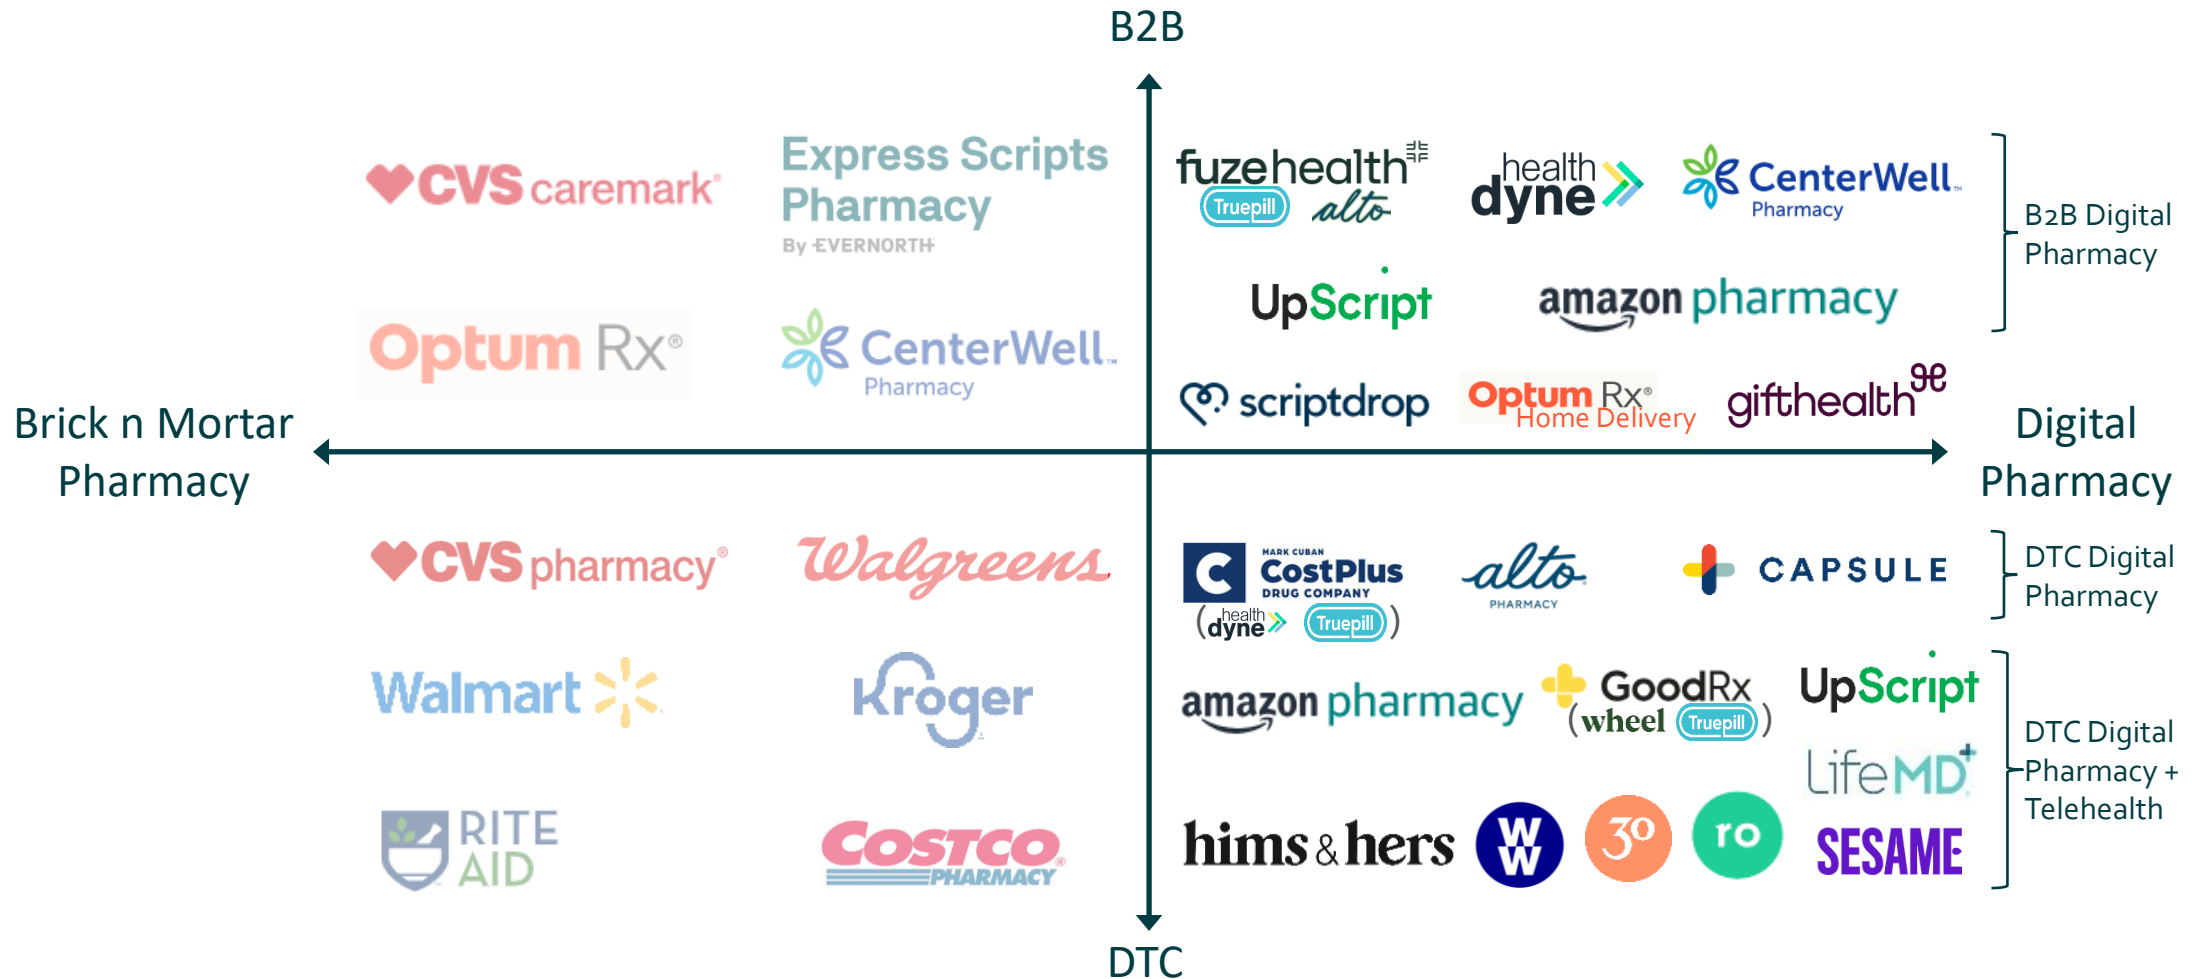 B2B
CVS caremark®
Express Scripts
Pharmacy
By EVERNORTH
Optum Rx®
CenterWell™
Pharmacy
fuzehealth
Truepill
alto
health
dyne
CenterWell™
Pharmacy
UpScript
amazon pharmacy
scriptdrop
Optum Rx®
Home Delivery
gifthealth
B2B Digital
Pharmacy
Brick n Mortar
Pharmacy
Digital
Pharmacy
CVS pharmacy®
Walgreens
Walmart
Kroger
RITE
AID
COSTCO®
PHARMACY
C
MARK CUBAN
CostPlus
DRUG COMPANY
(health
dyne
Truepill)
alto
PHARMACY
CAPSULE
DTC Digital
Pharmacy
amazon pharmacy
GoodRx
(wheel Truepill)
UpScript
LifeMD
hims & hers
W
W
30
ro
SESAME
DTC Digital
Pharmacy +
Telehealth
DTC